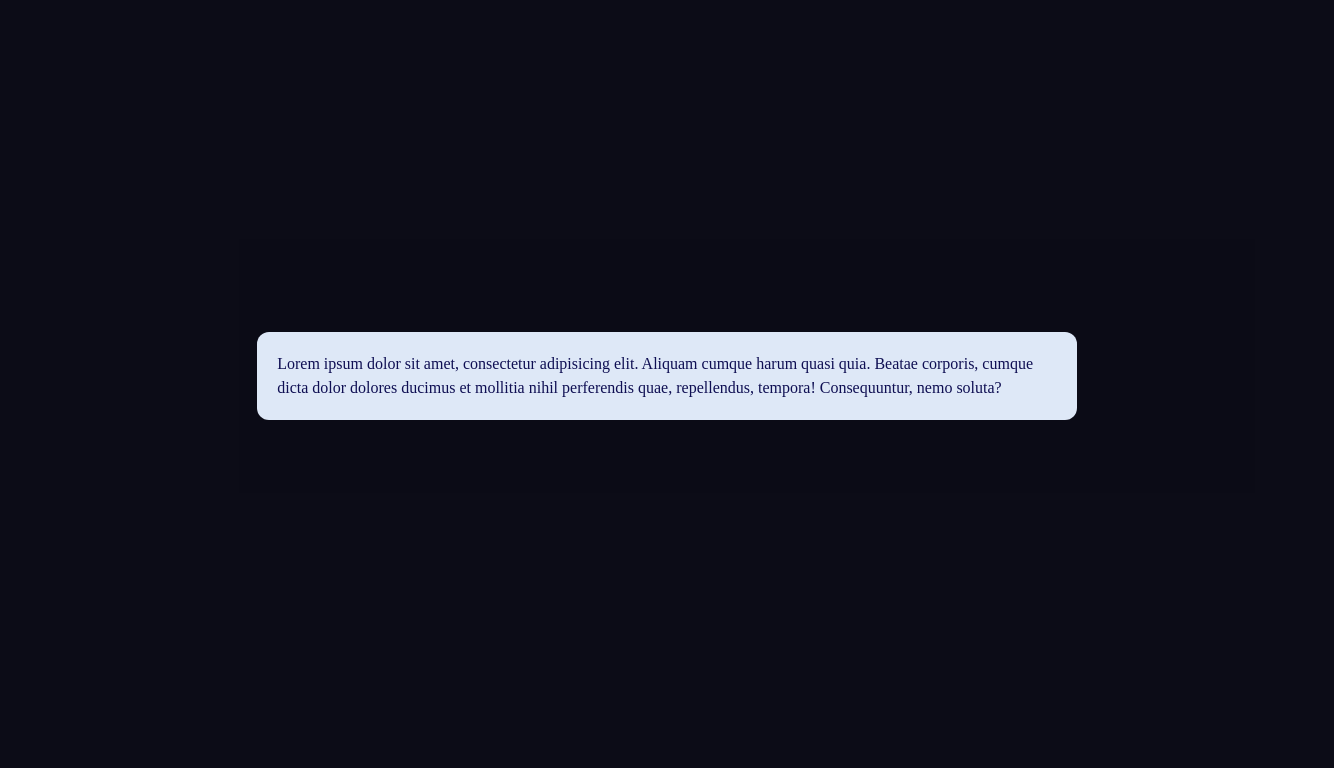 Lorem ipsum dolor sit amet, consectetur adipisicing elit. Aliquam cumque harum quasi quia. Beatae corporis, cumque
dicta dolor dolores ducimus et mollitia nihil perferendis quae, repellendus, tempora! Consequuntur, nemo soluta?